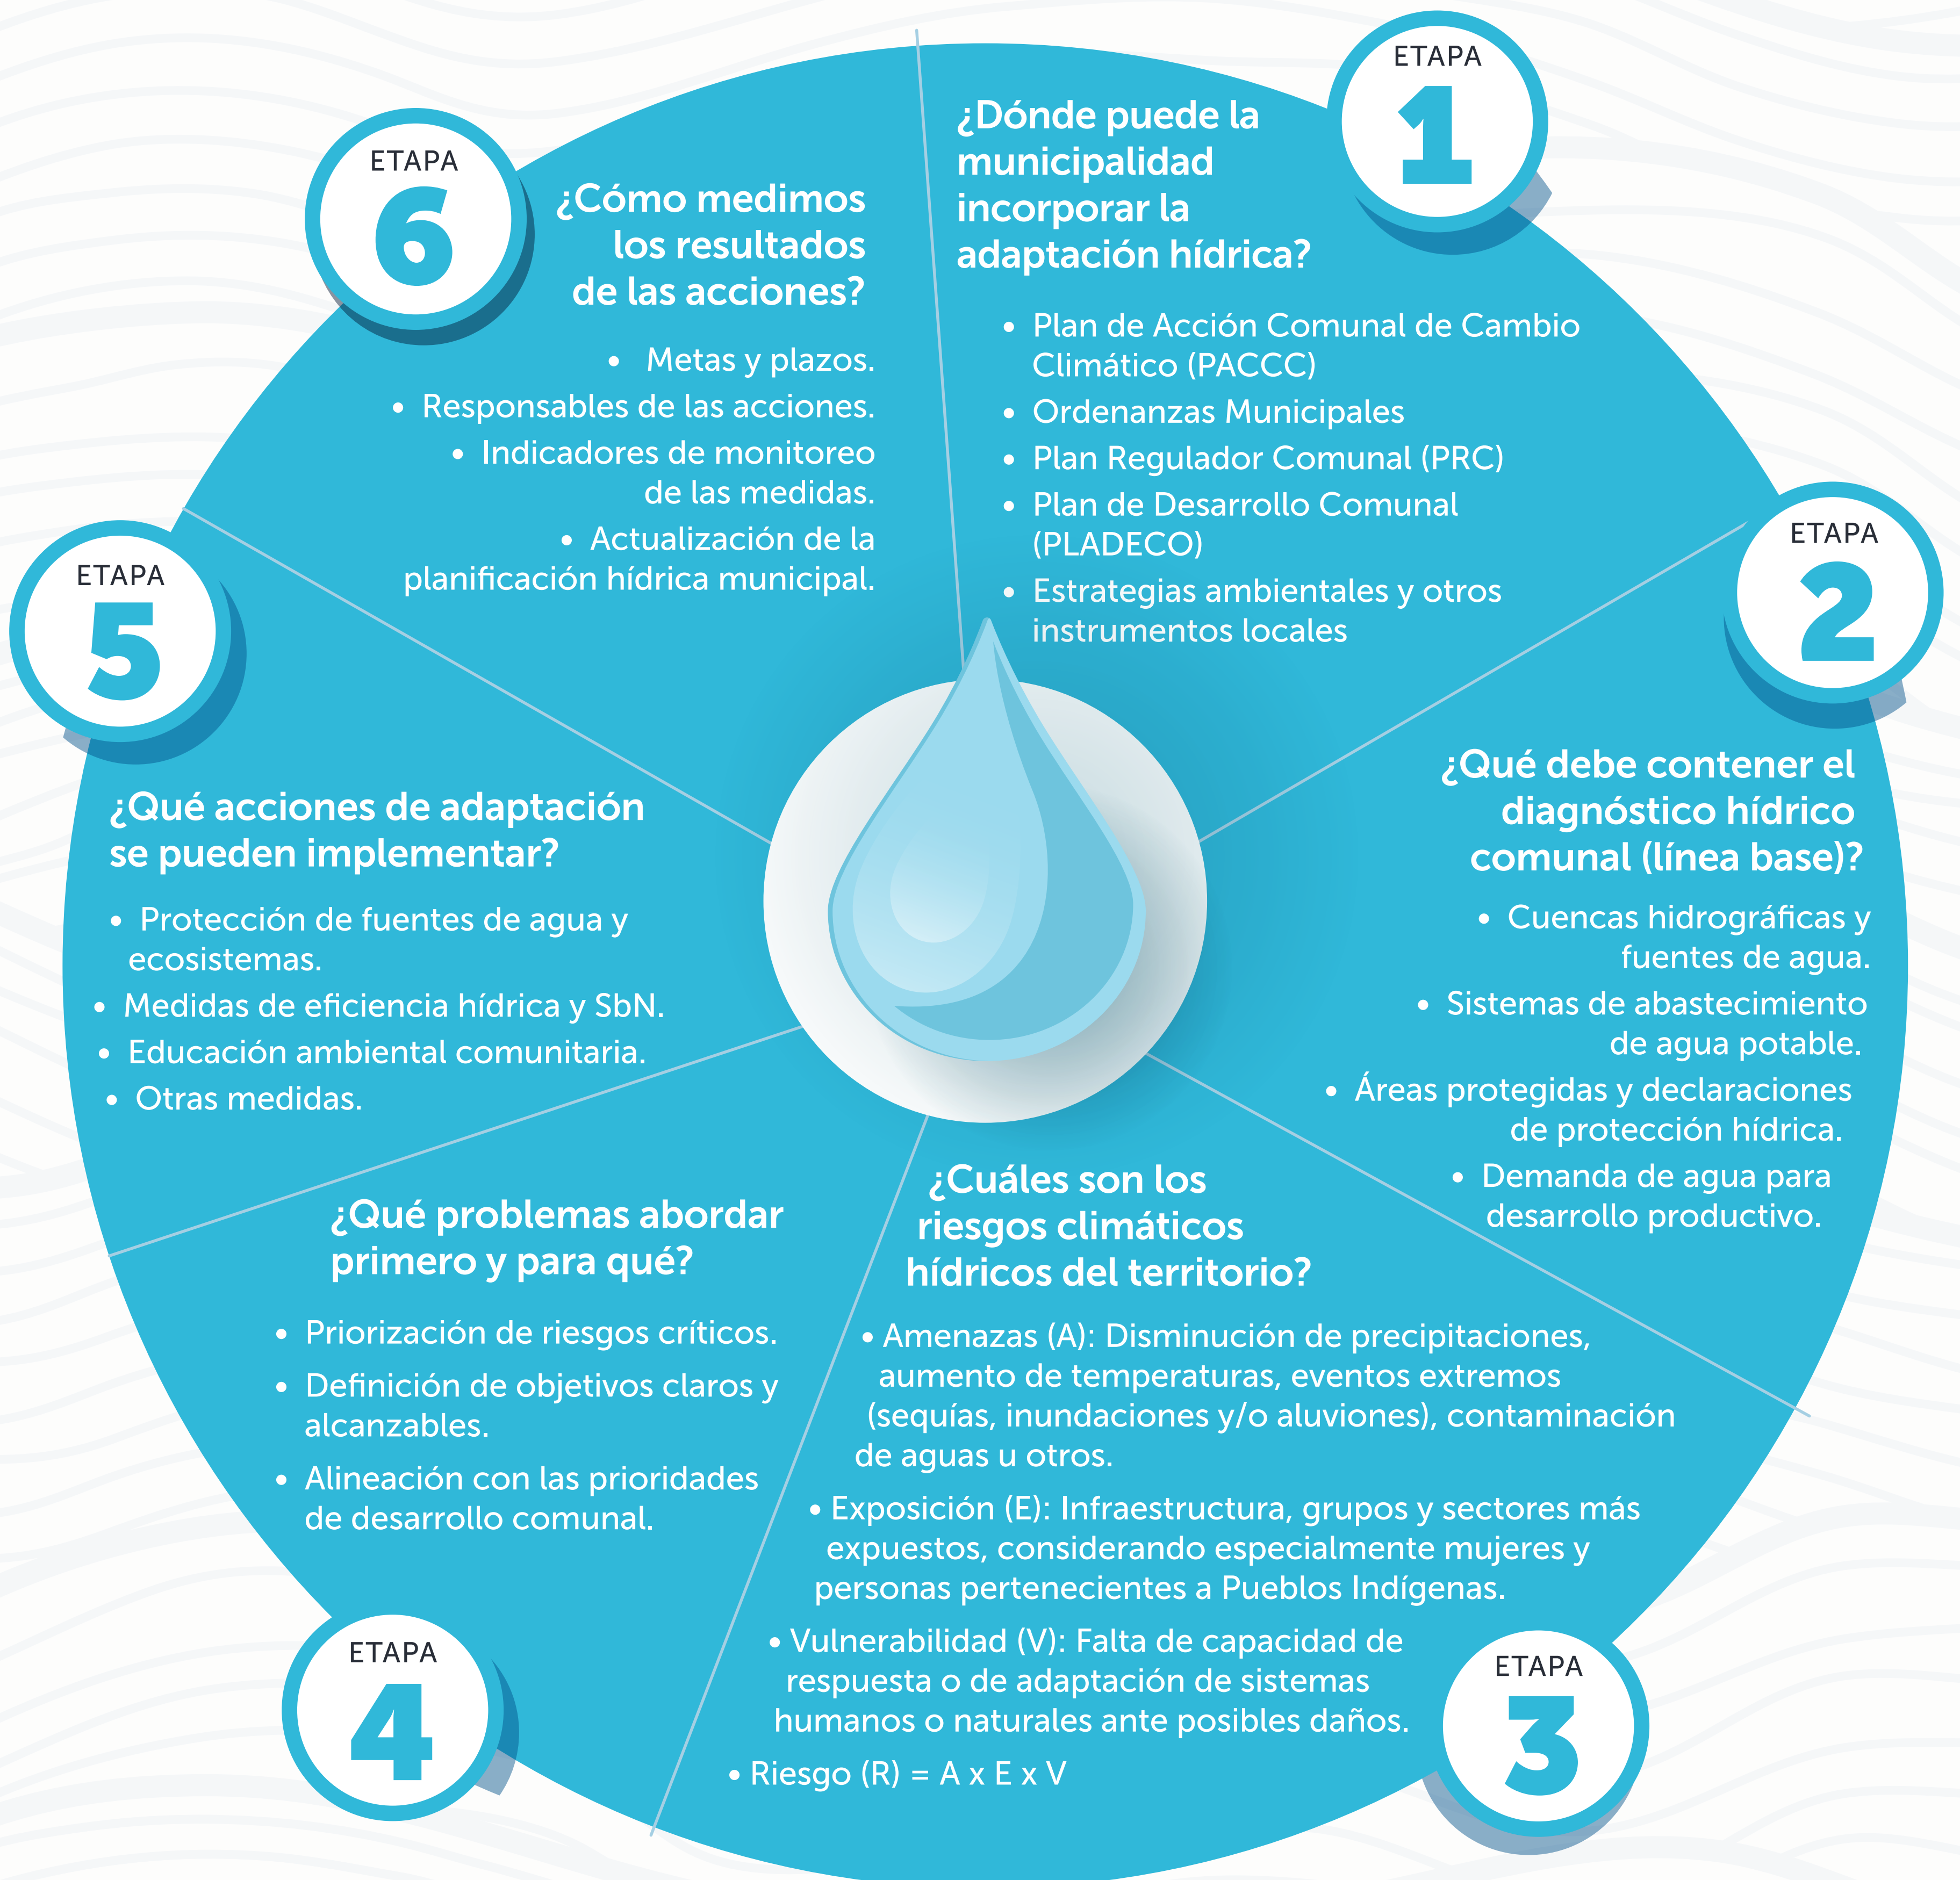 ETAPA
1
¿Dónde puede la
municipalidad
incorporar la
adaptación hídrica?
• Plan de Acción Comunal de Cambio
Climático (PACCC)
• Ordenanzas Municipales
• Plan Regulador Comunal (PRC)
• Plan de Desarrollo Comunal
(PLADECO)
• Estrategias ambientales y otros
instrumentos locales
ETAPA
2
¿Qué debe contener el
diagnóstico hídrico
comunal (línea base)?
• Cuencas hidrográficas y
fuentes de agua.
• Sistemas de abastecimiento
de agua potable.
• Áreas protegidas y declaraciones
de protección hídrica.
• Demanda de agua para
desarrollo productivo.
ETAPA
3
¿Cuáles son los
riesgos climáticos
hídricos del territorio?
• Amenazas (A): Disminución de precipitaciones,
aumento de temperaturas, eventos extremos
(sequías, inundaciones y/o aluviones), contaminación
de aguas u otros.
• Exposición (E): Infraestructura, grupos y sectores más
expuestos, considerando especialmente mujeres y
personas pertenecientes a Pueblos Indígenas.
• Vulnerabilidad (V): Falta de capacidad de
respuesta o de adaptación de sistemas
humanos o naturales ante posibles daños.
• Riesgo (R) = A x E x V
ETAPA
4
¿Qué problemas abordar
primero y para qué?
• Priorización de riesgos críticos.
• Definición de objetivos claros y
alcanzables.
• Alineación con las prioridades
de desarrollo comunal.
ETAPA
5
¿Qué acciones de adaptación
se pueden implementar?
• Protección de fuentes de agua y
ecosistemas.
• Medidas de eficiencia hídrica y SbN.
• Educación ambiental comunitaria.
• Otras medidas.
ETAPA
6
¿Cómo medimos
los resultados
de las acciones?
• Metas y plazos.
• Responsables de las acciones.
• Indicadores de monitoreo
de las medidas.
• Actualización de la
planificación hídrica municipal.